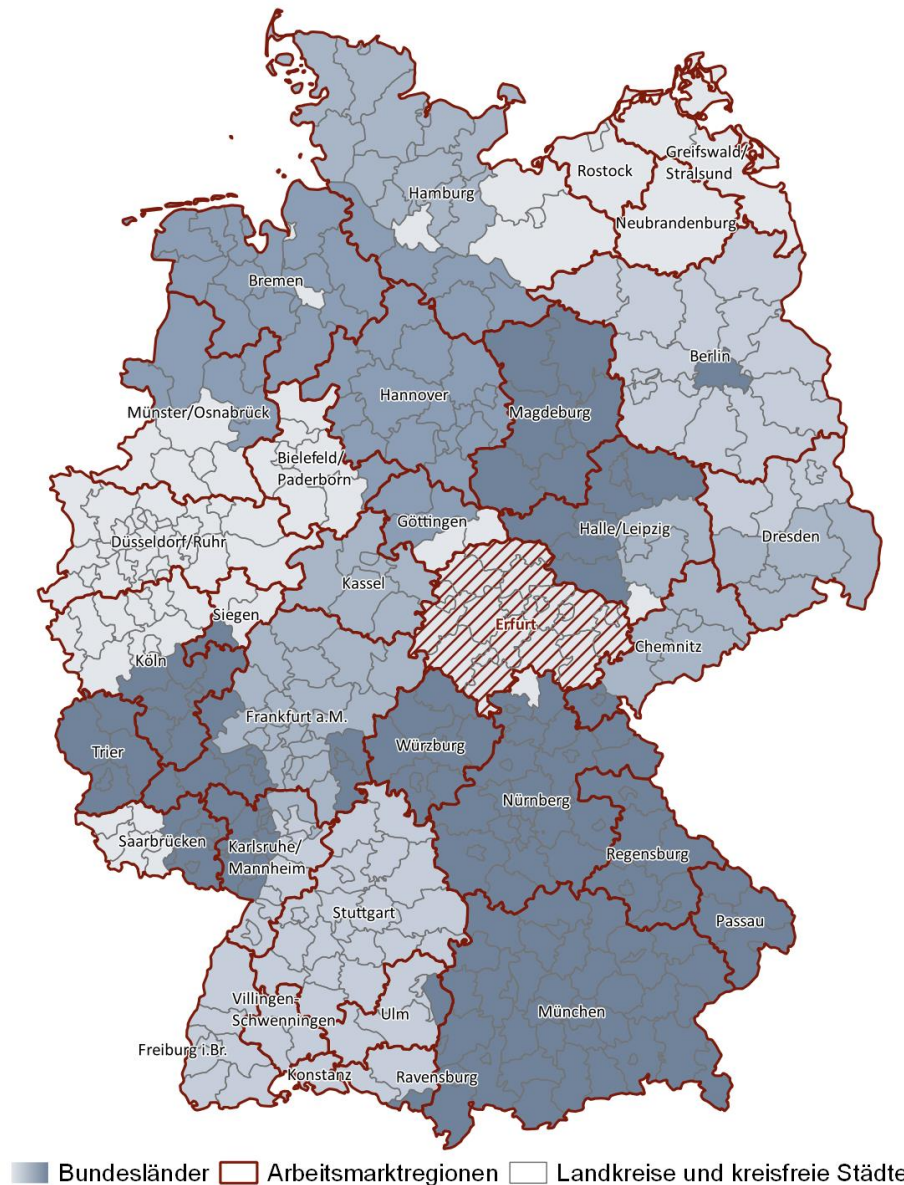 Greifswald/
Stralsund
Rostock
Hamburg
Neubrandenburg
Bremen
Berlin
Hannover
Münster/Osnabrück
Magdeburg
Bielefeld/
Paderborn
Göttingen
Halle/Leipzig
Düsseldorf/Ruhr
Dresden
Kassel
Siegen
Erfurt
Chemnitz
Köln
Frankfurt a.M.
Trier
Würzburg
Nürnberg
Saarbrücken
Karlsruhe/
Mannheim
Regensburg
Stuttgart
Passau
Villingen-
Schwenningen
Ulm
München
Freiburg i.Br.
Konstanz
Ravensburg
Bundesländer Arbeitsmarktregionen Landkreise und kreisfreie Städte